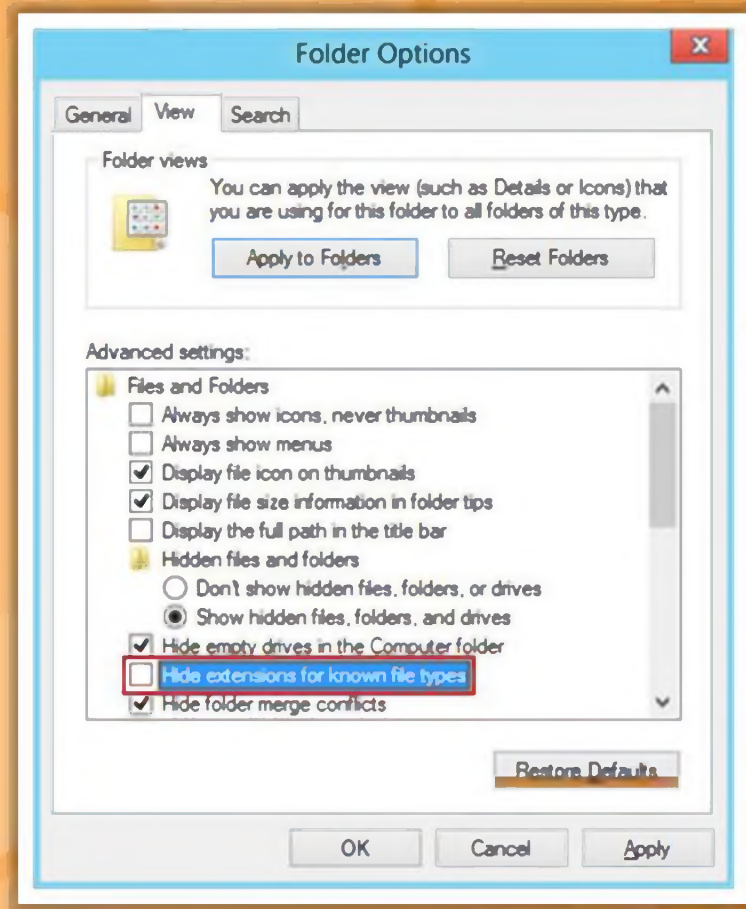 Folder Options
x
General View Search
Folder views
You can apply the view (such as Details or Icons) that
you are using for this folder to all folders of this type.
Apply to Folders Reset Folders
Advanced settings:
Files and Folders
Always show icons, never thumbnails
Always show menus
Display file icon on thumbnails
Display file size information in folder tips
Display the full path in the title bar
Hidden files and folders
Don't show hidden files, folders, or drives
Show hidden files, folders, and drives
Hide empty drives in the Computer folder
Hide extensions for known file types
Hide folder merge conflicts
Restore Defaults
OK Cancel Apply